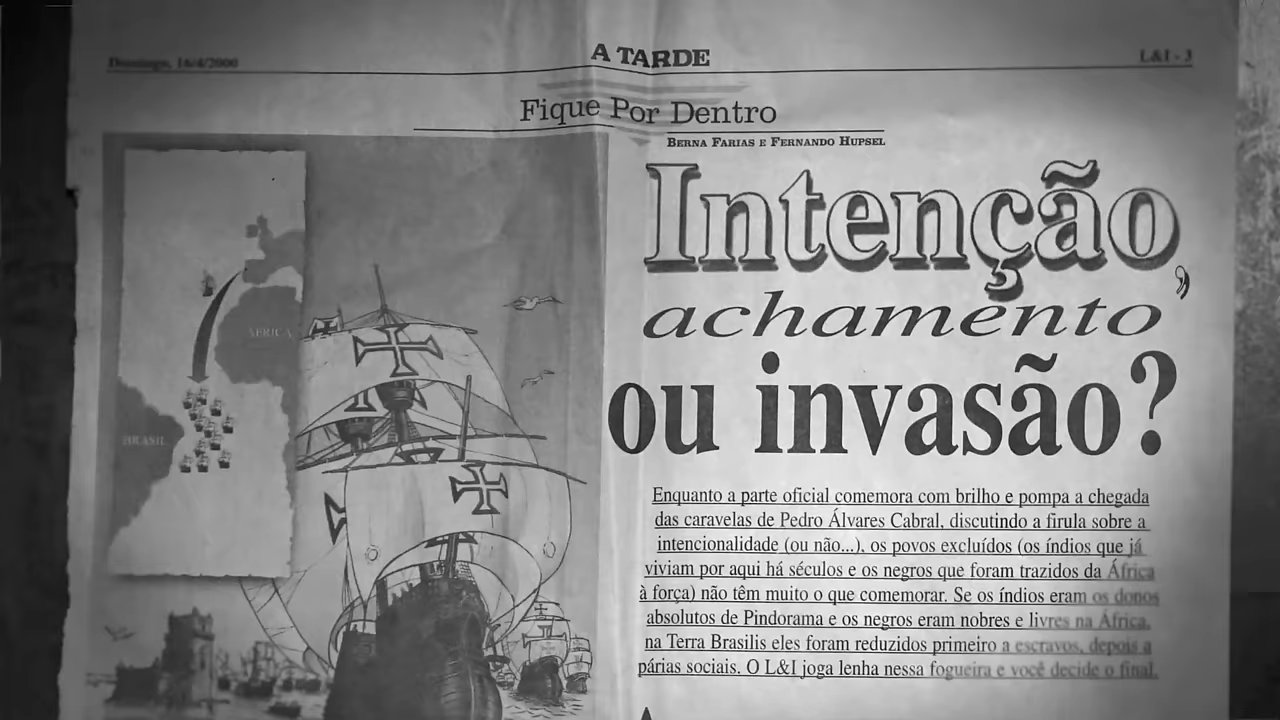 Domingo, 16/4/2000
A TARDE
L&I - 3
Fique Por Dentro
BERNA FARIAS E FERNANDO HUPSEL
Intenção,
achamento
ou invasão?
ÁFRICA
BRASIL
Enquanto a parte oficial comemora com brilho e pompa a chegada
das caravelas de Pedro Álvares Cabral, discutindo a firula sobre a
intencionalidade (ou não...), os povos excluídos (os índios que já
viviam por aqui há séculos e os negros que foram trazidos da África
à força) não têm muito o que comemorar. Se os índios eram os donos
absolutos de Pindorama e os negros eram nobres e livres na África,
na Terra Brasilis eles foram reduzidos primeiro a escravos, depois a
párias sociais. O L&I joga lenha nessa fogueira e você decide o final.